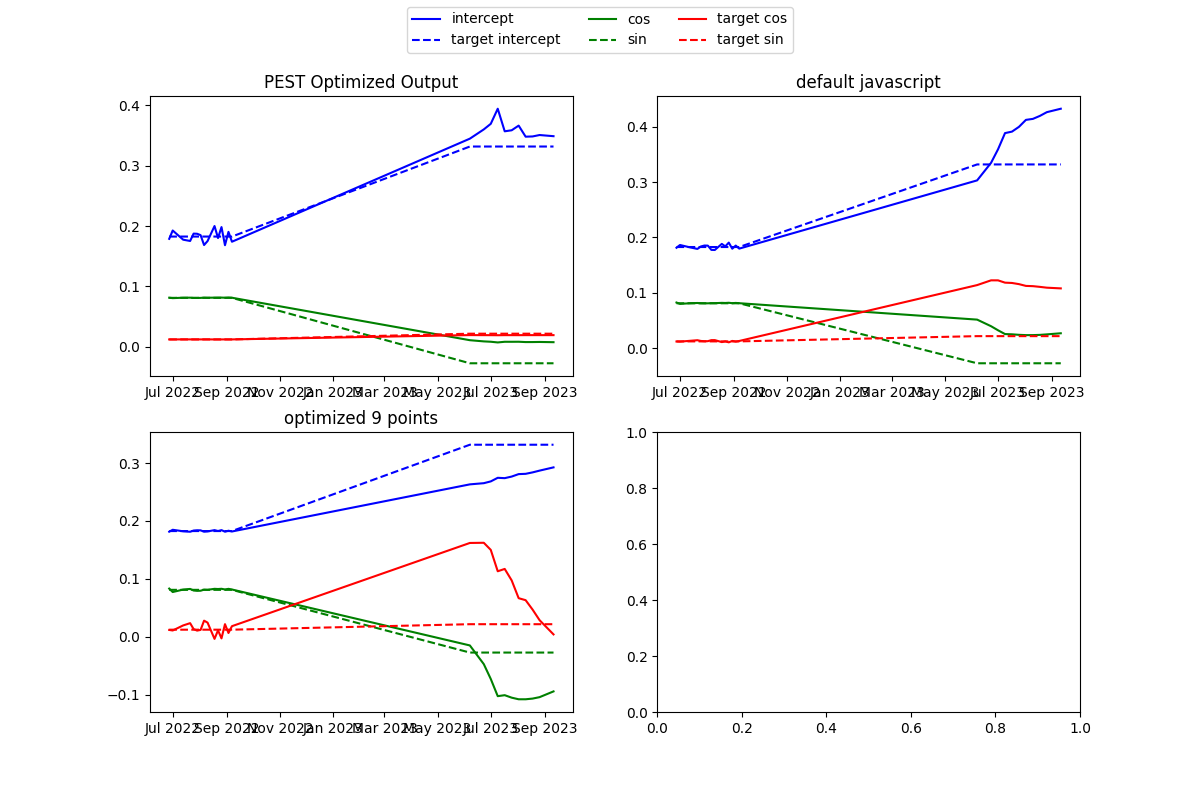 intercept cos target cos
target intercept sin target sin
PEST Optimized Output
default javascript
0.4
0.3
0.2
0.1
0.0
Jul 2022 Sep 2022 Nov 2022 Jan 2023 Mar 2023 May 2023 Jul 2023 Sep 2023
0.4
0.3
0.2
0.1
0.0
Jul 2022 Sep 2022 Nov 2022 Jan 2023 Mar 2023 May 2023 Jul 2023 Sep 2023
optimized 9 points
0.3
0.2
0.1
0.0
−0.1
Jul 2022 Sep 2022 Nov 2022 Jan 2023 Mar 2023 May 2023 Jul 2023 Sep 2023
1.0
0.8
0.6
0.4
0.2
0.0
0.0 0.2 0.4 0.6 0.8 1.0